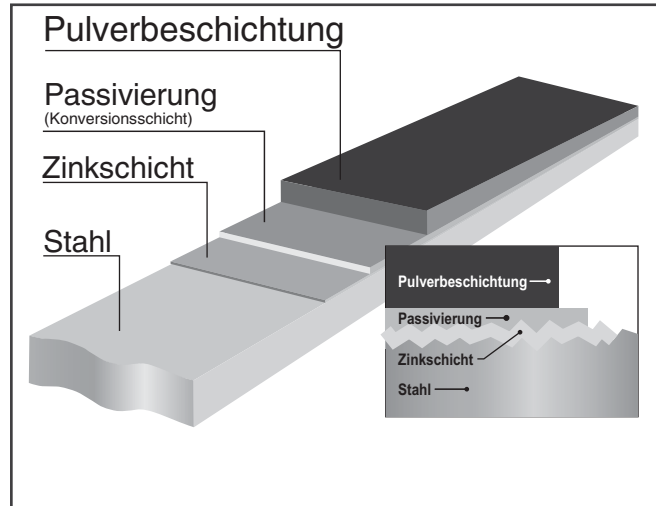 Pulverbeschichtung
Passivierung
(Konversionsschicht)
Zinkschicht
Stahl
Pulverbeschichtung
Passivierung
Zinkschicht
Stahl